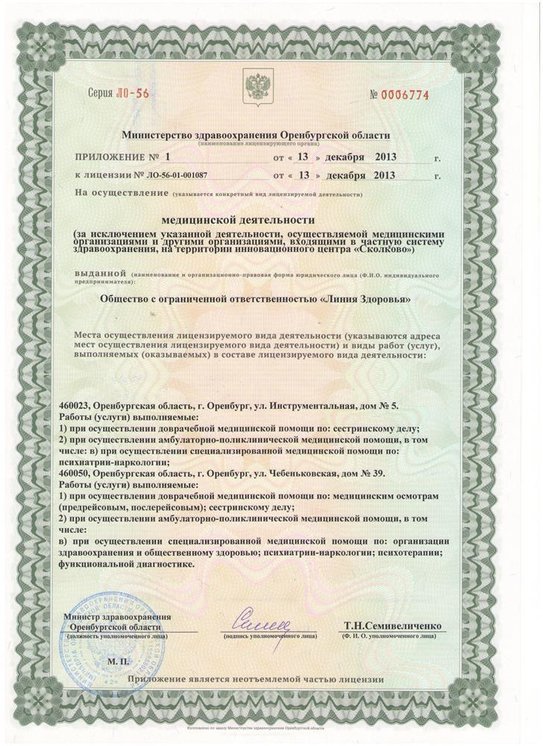 Серия ЛО-56
№ 0006774
Министерство здравоохранения Оренбургской области
(наименование лицензирующего органа)
ПРИЛОЖЕНИЕ № 1 от « 13 » декабря 2013 г.
к лицензии № ЛО-56-01-001087 от « 13 » декабря 2013 г.
На осуществление (указывается конкретный вид лицензируемой деятельности)
медицинской деятельности
(за исключением указанной деятельности, осуществляемой медицинскими
организациями и другими организациями, входящими в частную систему
здравоохранения, на территории инновационного центра «Сколково»)
выданной (наименование и организационно-правовая форма юридического лица (Ф.И.О. индивидуального
предпринимателя):
Общество с ограниченной ответственностью «Линия Здоровья»
Места осуществления лицензируемого вида деятельности (указываются адреса
мест осуществления лицензируемого вида деятельности) и виды работ (услуг),
выполняемых (оказываемых) в составе лицензируемого вида деятельности:
460023, Оренбургская область, г. Оренбург, ул. Инструментальная, дом № 5.
Работы (услуги) выполняемые:
1) при осуществлении доврачебной медицинской помощи по: сестринскому делу;
2) при осуществлении амбулаторно-поликлинической медицинской помощи, в том
числе: в) при осуществлении специализированной медицинской помощи по:
психиатрии-наркологии;
460050, Оренбургская область, г. Оренбург, ул. Чебеньковская, дом № 39.
Работы (услуги) выполняемые:
1) при осуществлении доврачебной медицинской помощи по: медицинским осмотрам
(предрейсовым, послерейсовым); сестринскому делу;
2) при осуществлении амбулаторно-поликлинической медицинской помощи, в том
числе:
в) при осуществлении специализированной медицинской помощи по: организации
здравоохранения и общественному здоровью; психиатрии-наркологии; психотерапии;
функциональной диагностике.
Министр здравоохранения
Оренбургской области
Т.Н.Семивеличенко
(должность уполномоченного лица) (подпись уполномоченного лица) (Ф. И. О. уполномоченного лица)
М. П.
Приложение является неотъемлемой частью лицензии